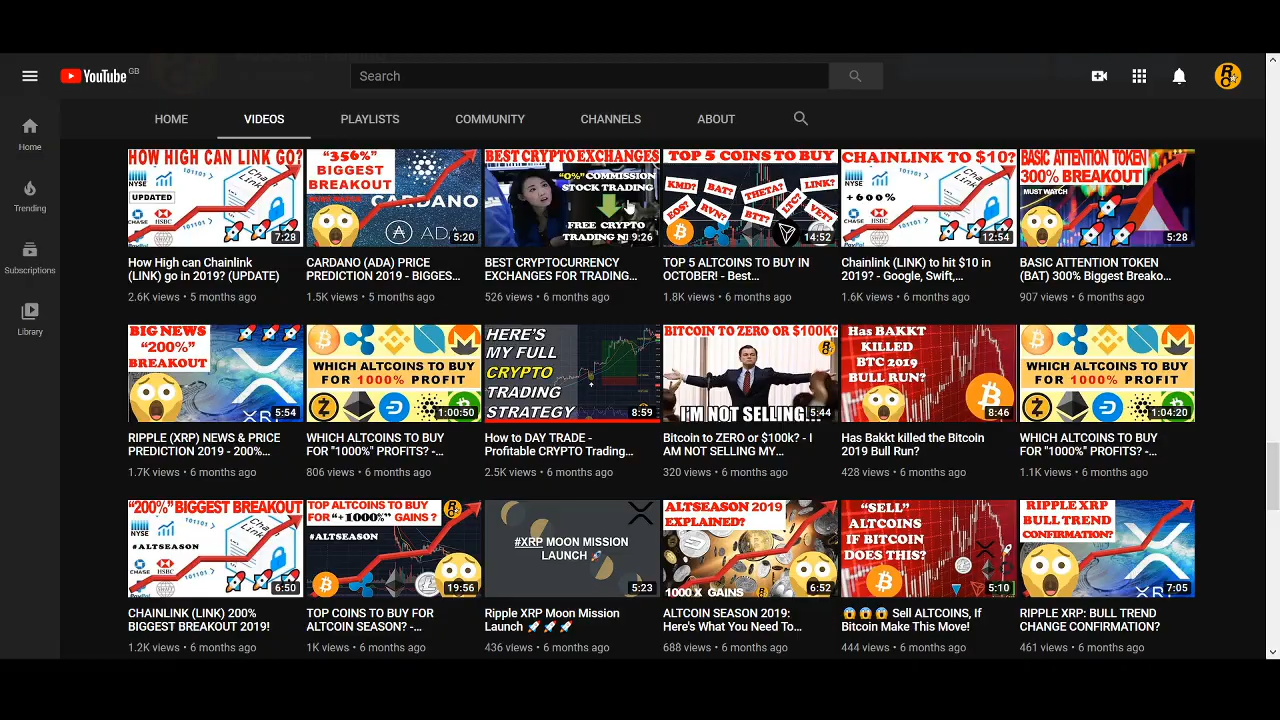 YouTube GB
Search
Home
Trending
Subscriptions
Library
HOME
VIDEOS
PLAYLISTS
COMMUNITY
CHANNELS
ABOUT
HOW HIGH CAN LINK GO?
NYSE
UPDATED
CHASE
HSBC
PayPal
Chain
Link
7:28
"356%"
BIGGEST
BREAKOUT
CARDANO
5:20
BEST CRYPTO EXCHANGES
"0%" COMMISSION
STOCK TRADING
FREE CRYPTO
TRADING
9:26
TOP 5 COINS TO BUY
KMD?
BAT?
THETA?
LINK?
EOS?
RVN?
BTT?
LTC?
VET?
14:52
CHAINLINK TO $10?
NYSE
+600%
CHASE
HSBC
PayPal
Chain
Link
12:54
BASIC ATTENTION TOKEN
300% BREAKOUT
MUST WATCH
5:28
How High can Chainlink
(LINK) go in 2019? (UPDATE)
2.6K views • 5 months ago
CARDANO (ADA) PRICE
PREDICTION 2019 - BIGGES...
1.5K views • 5 months ago
BEST CRYPTOCURRENCY
EXCHANGES FOR TRADING...
526 views • 6 months ago
TOP 5 ALTCOINS TO BUY IN
OCTOBER! - Best...
1.8K views • 6 months ago
Chainlink (LINK) to hit $10 in
2019? - Google, Swift,...
1.6K views • 6 months ago
BASIC ATTENTION TOKEN
(BAT) 300% Biggest Breako...
907 views • 6 months ago
BIG NEWS
"200%"
BREAKOUT
5:54
WHICH ALTCOINS TO BUY
FOR 1000% PROFIT
1:00:50
HERE'S
MY FULL
CRYPTO
TRADING
STRATEGY
8:59
BITCOIN TO ZERO OR $100K?
I'M NOT SELLING...
5:44
Has BAKKT
KILLED
BTC 2019
BULL RUN?
8:46
WHICH ALTCOINS TO BUY
FOR 1000% PROFIT
1:04:20
RIPPLE (XRP) NEWS & PRICE
PREDICTION 2019 - 200%...
1.7K views • 6 months ago
WHICH ALTCOINS TO BUY
FOR "1000%" PROFITS? -...
806 views • 6 months ago
How to DAY TRADE -
Profitable CRYPTO Trading...
2.5K views • 6 months ago
Bitcoin to ZERO or $100k? - I
AM NOT SELLING MY...
320 views • 6 months ago
Has Bakkt killed the Bitcoin
2019 Bull Run?
428 views • 6 months ago
WHICH ALTCOINS TO BUY
FOR "1000%" PROFITS? -...
1.1K views • 6 months ago
"200%" BIGGEST BREAKOUT
NYSE
#ALTSEASON
CHASE
HSBC
PayPal
Chain
Link
6:50
TOP ALTCOINS TO BUY
FOR "+1000%" GAINS ?
#ALTSEASON
19:56
#XRP MOON MISSION
LAUNCH 🚀
5:23
ALTSEASON 2019
EXPLAINED?
1000 X GAINS
6:52
"SELL"
ALTCOINS
IF BITCOIN
DOES THIS?
5:10
RIPPLE XRP
BULL TREND
CONFIRMATION?
7:05
CHAINLINK (LINK) 200%
BIGGEST BREAKOUT 2019!
1.2K views • 6 months ago
TOP COINS TO BUY FOR
ALTCOIN SEASON? -...
1K views • 6 months ago
Ripple XRP Moon Mission
Launch 🚀🚀🚀
436 views • 6 months ago
ALTCOIN SEASON 2019:
Here's What You Need To...
688 views • 6 months ago
😱😱😱 Sell ALTCOINS, If
Bitcoin Make This Move!
444 views • 6 months ago
RIPPLE XRP: BULL TREND
CHANGE CONFIRMATION?
461 views • 6 months ago